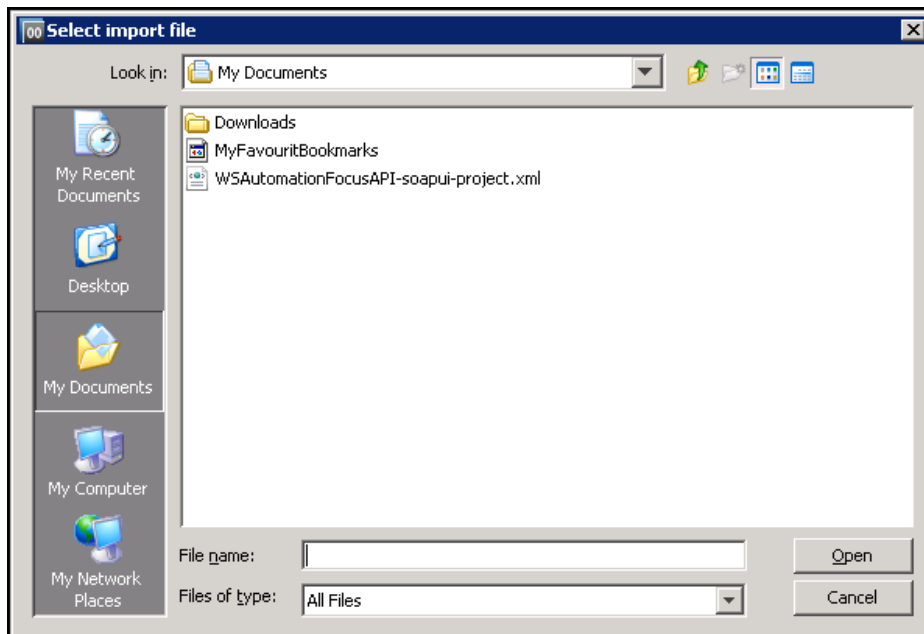 00 Select import file
Look in: My Documents
Downloads
MyFavouritBookmarks
WSAutomationFocusAPI-soapui-project.xml
My Recent
Documents
Desktop
My Documents
My Computer
My Network
Places
File name:
Open
Files of type: All Files
Cancel